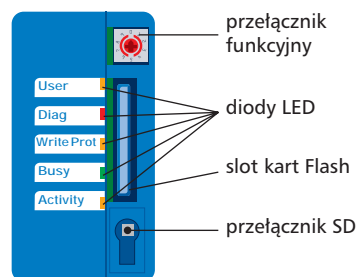 przełącznik
funkcyjny
User
Diag
Write Prot
Busy
Activity
diody LED
slot kart Flash
przełącznik SD